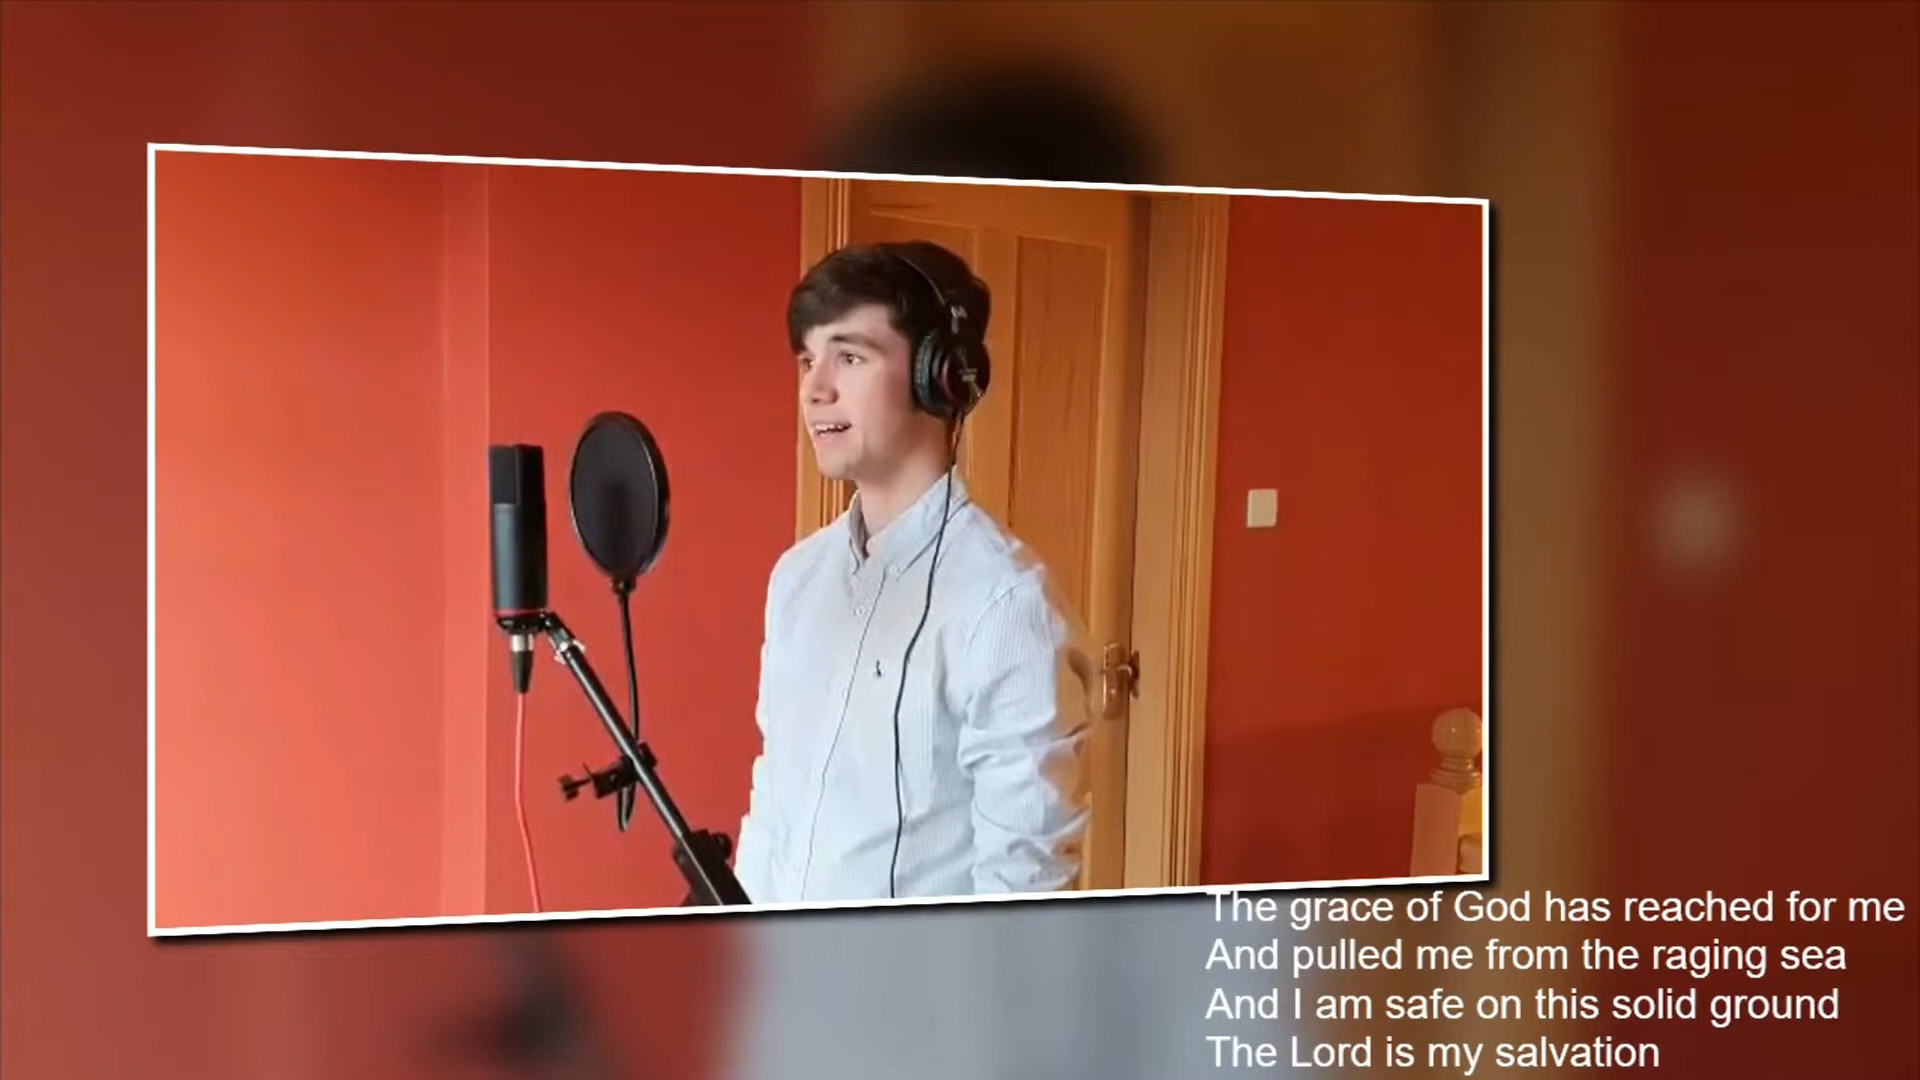 The grace of God has reached for me
And pulled me from the raging sea
And I am safe on this solid ground
The Lord is my salvation